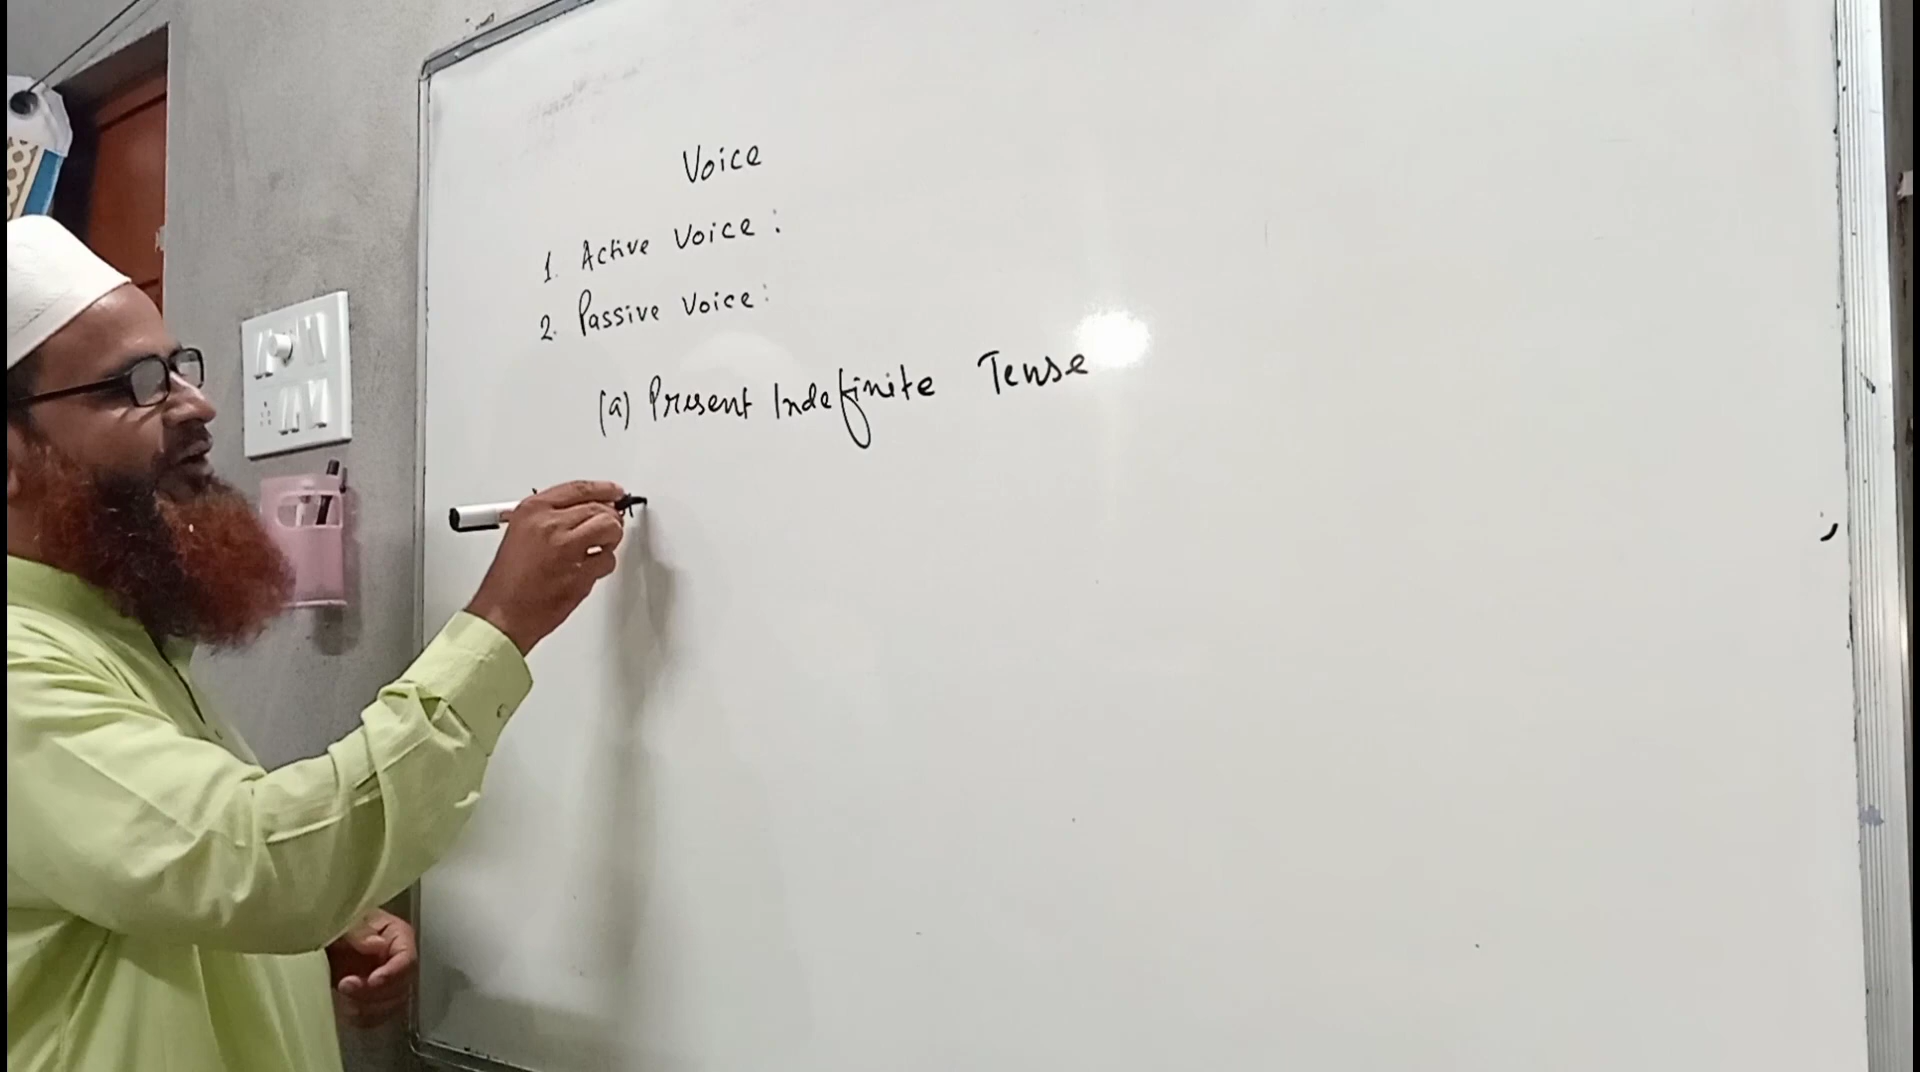 Voice
1. Active Voice :
2. Passive Voice :
(a) Present Indefinite Tense